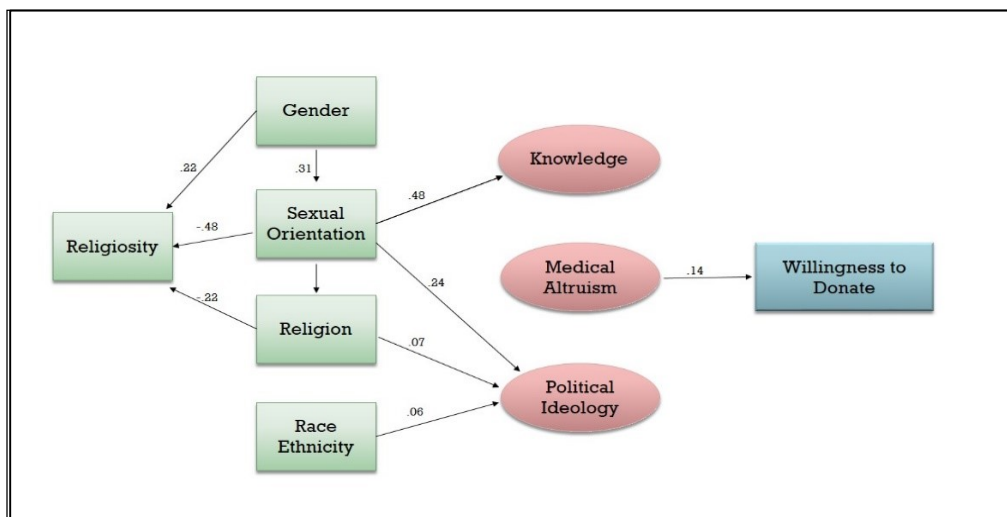 Gender
.22
.31
Knowledge
.48
Sexual
Orientation
-.48
Religiosity
Medical
Altruism
.14
Willingness to
Donate
.24
-.22
Religion
.07
Political
Ideology
.06
Race
Ethnicity